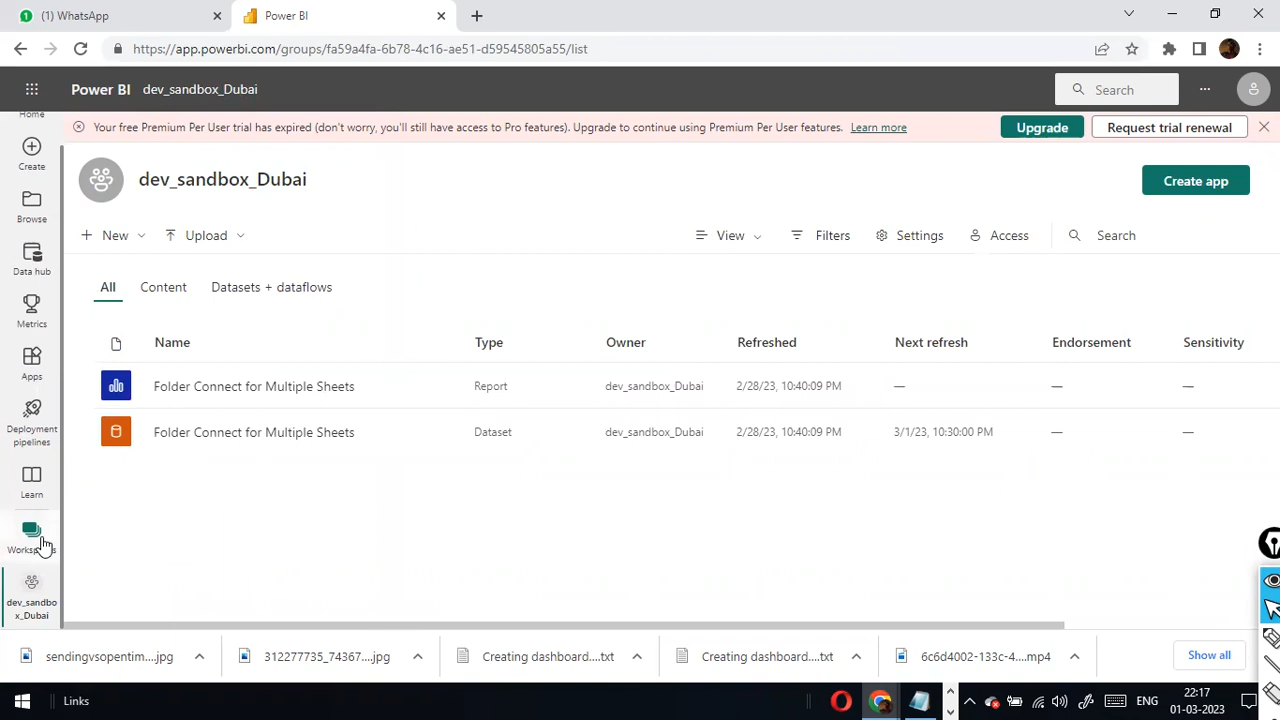 (1) WhatsApp
Power BI
https://app.powerbi.com/groups/fa59a4fa-6b78-4c16-ae51-d59545805a55/list
Power BI dev_sandbox_Dubai
Search
Home
Your free Premium Per User trial has expired (don't worry, you'll still have access to Pro features). Upgrade to continue using Premium Per User features. Learn more
Upgrade
Request trial renewal
Create
dev_sandbox_Dubai
Create app
Browse
New
Upload
View
Filters
Settings
Access
Search
Data hub
All Content Datasets + dataflows
Metrics
Name Type Owner Refreshed Next refresh Endorsement Sensitivity
Apps
Folder Connect for Multiple Sheets Report dev_sandbox_Dubai 2/28/23, 10:40:09 PM — — —
Deployment
pipelines
Folder Connect for Multiple Sheets Dataset dev_sandbox_Dubai 2/28/23, 10:40:09 PM 3/1/23, 10:30:00 PM — —
Learn
dev_sandbo
x_Dubai
sendingvsopentim....jpg
312277735_74367....jpg
Creating dashboard....txt
Creating dashboard....txt
6c6d4002-133c-4....mp4
Show all
Links
ENG
22:17
01-03-2023